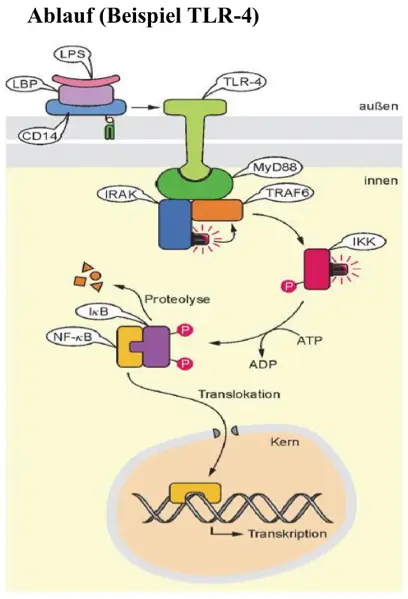 Ablauf (Beispiel TLR-4)
LPS
LBP
CD14
TLR-4
außen
innen
MyD88
IRAK
TRAF6
IKK
P
Proteolyse
IκB
NF-κB
P
P
ATP
ADP
Translokation
Kern
Transkription